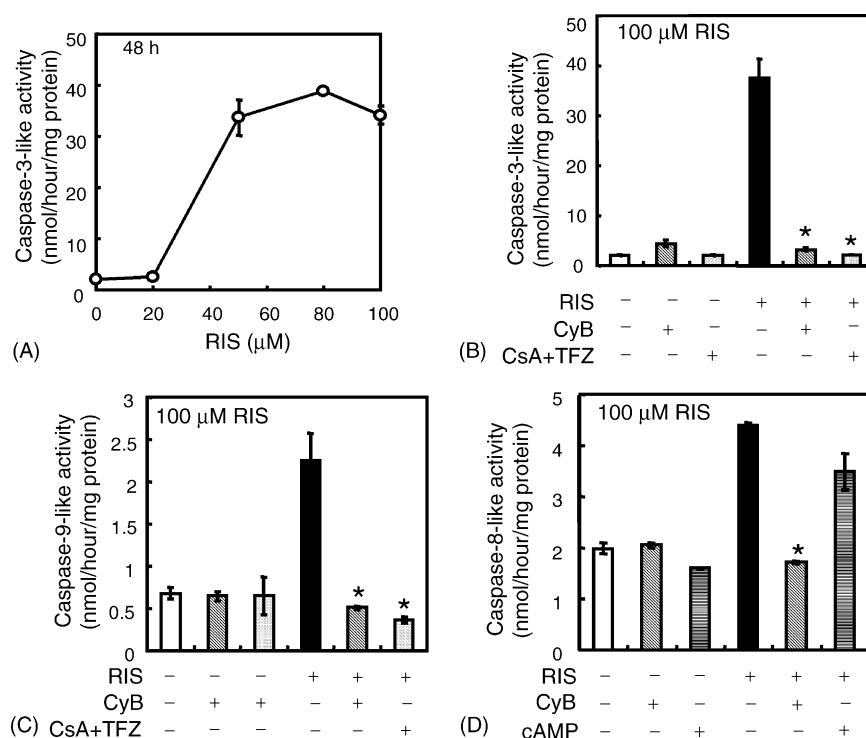 48 h
Caspase-3-like activity
(nmol/hour/mg protein)
50
40
30
20
10
0
0 20 40 60 80 100
RIS (μM)
(A)
100 μM RIS
Caspase-3-like activity
(nmol/hour/mg protein)
50
40
30
20
10
0
* *
RIS – – – + + +
CyB – + – – + –
CsA+TFZ – – + – – +
(B)
100 μM RIS
Caspase-9-like activity
(nmol/hour/mg protein)
3
2.5
2
1.5
1
0.5
0
* *
RIS – – – + + +
CyB – + + – + –
CsA+TFZ – – – – – +
(C)
100 μM RIS
Caspase-8-like activity
(nmol/hour/mg protein)
5
4
3
2
1
0
*
RIS – – – + + +
CyB – + – – + –
cAMP – – + – – +
(D)